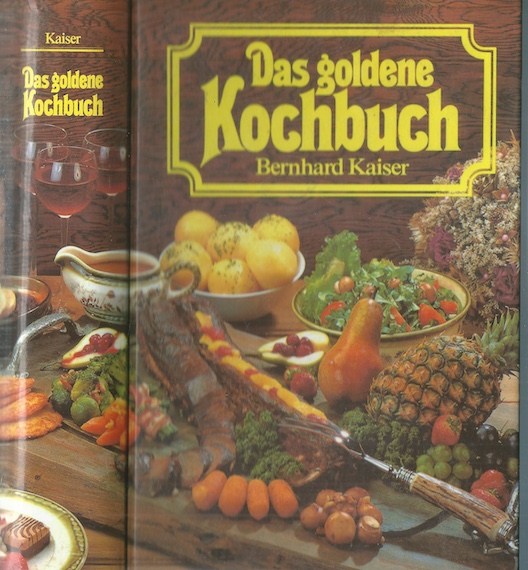 Kaiser
Das goldene
Kochbuch
Das goldene
Kochbuch
Bernhard Kaiser